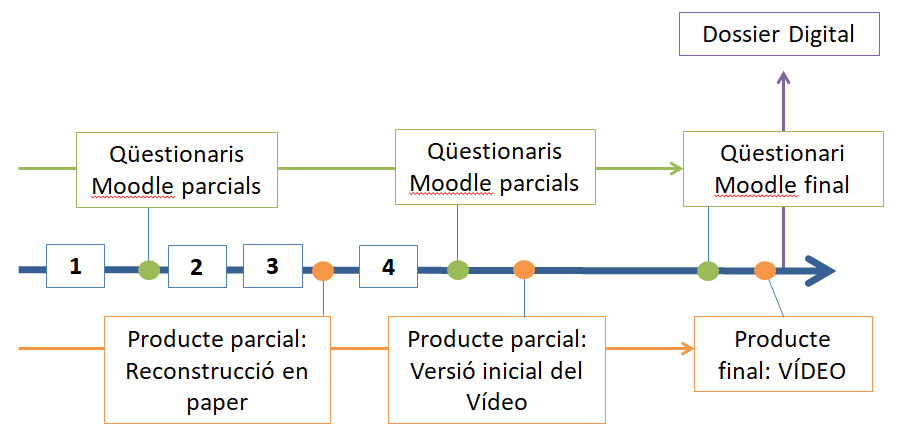 Dossier Digital
Qüestionaris
Moodle parcials
Qüestionaris
Moodle parcials
Qüestionari
Moodle final
1
2
3
4
Producte parcial:
Reconstrucció en
paper
Producte parcial:
Versió inicial del
Vídeo
Producte
final: VÍDEO